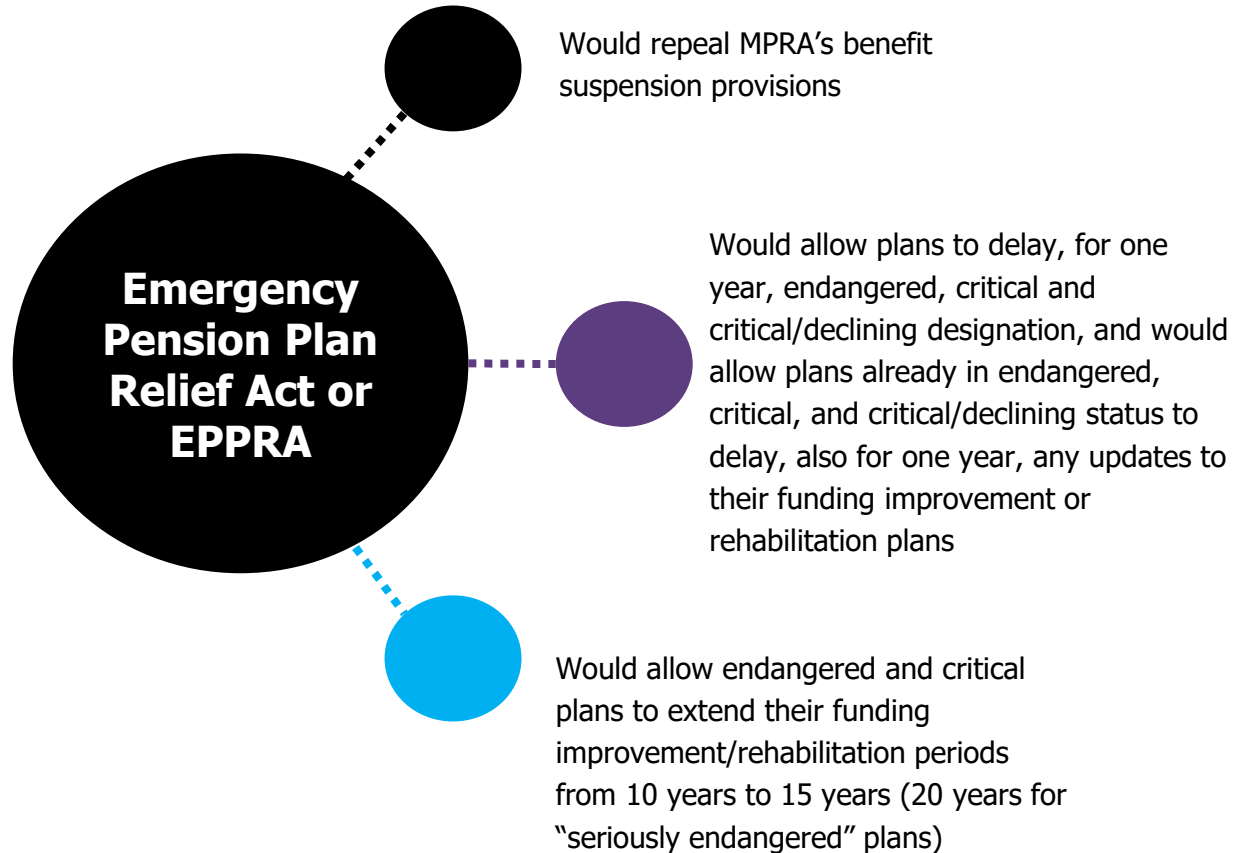 Would repeal MPRA’s benefit
suspension provisions
Emergency
Pension Plan
Relief Act or
EPPRA
Would allow plans to delay, for one
year, endangered, critical and
critical/declining designation, and would
allow plans already in endangered,
critical, and critical/declining status to
delay, also for one year, any updates to
their funding improvement or
rehabilitation plans
Would allow endangered and critical
plans to extend their funding
improvement/rehabilitation periods
from 10 years to 15 years (20 years for
“seriously endangered” plans)